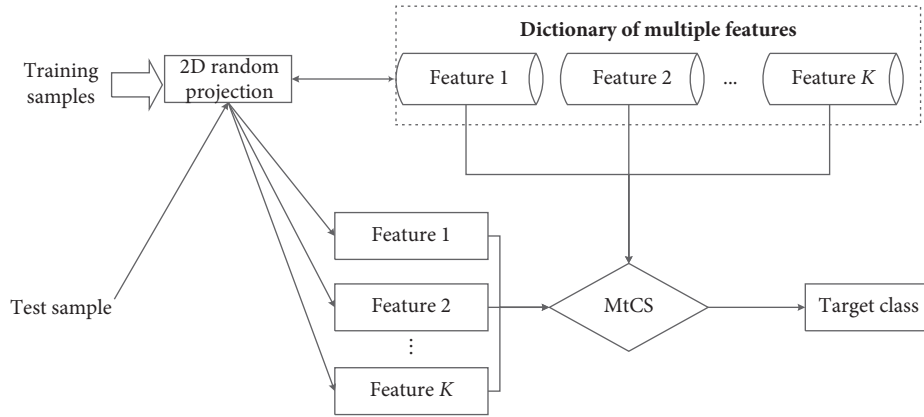 Dictionary of multiple features
Training
samples
2D random
projection
Feature 1
Feature 2
...
Feature K
Feature 1
Test sample
Feature 2
...
Feature K
MtCS
Target class